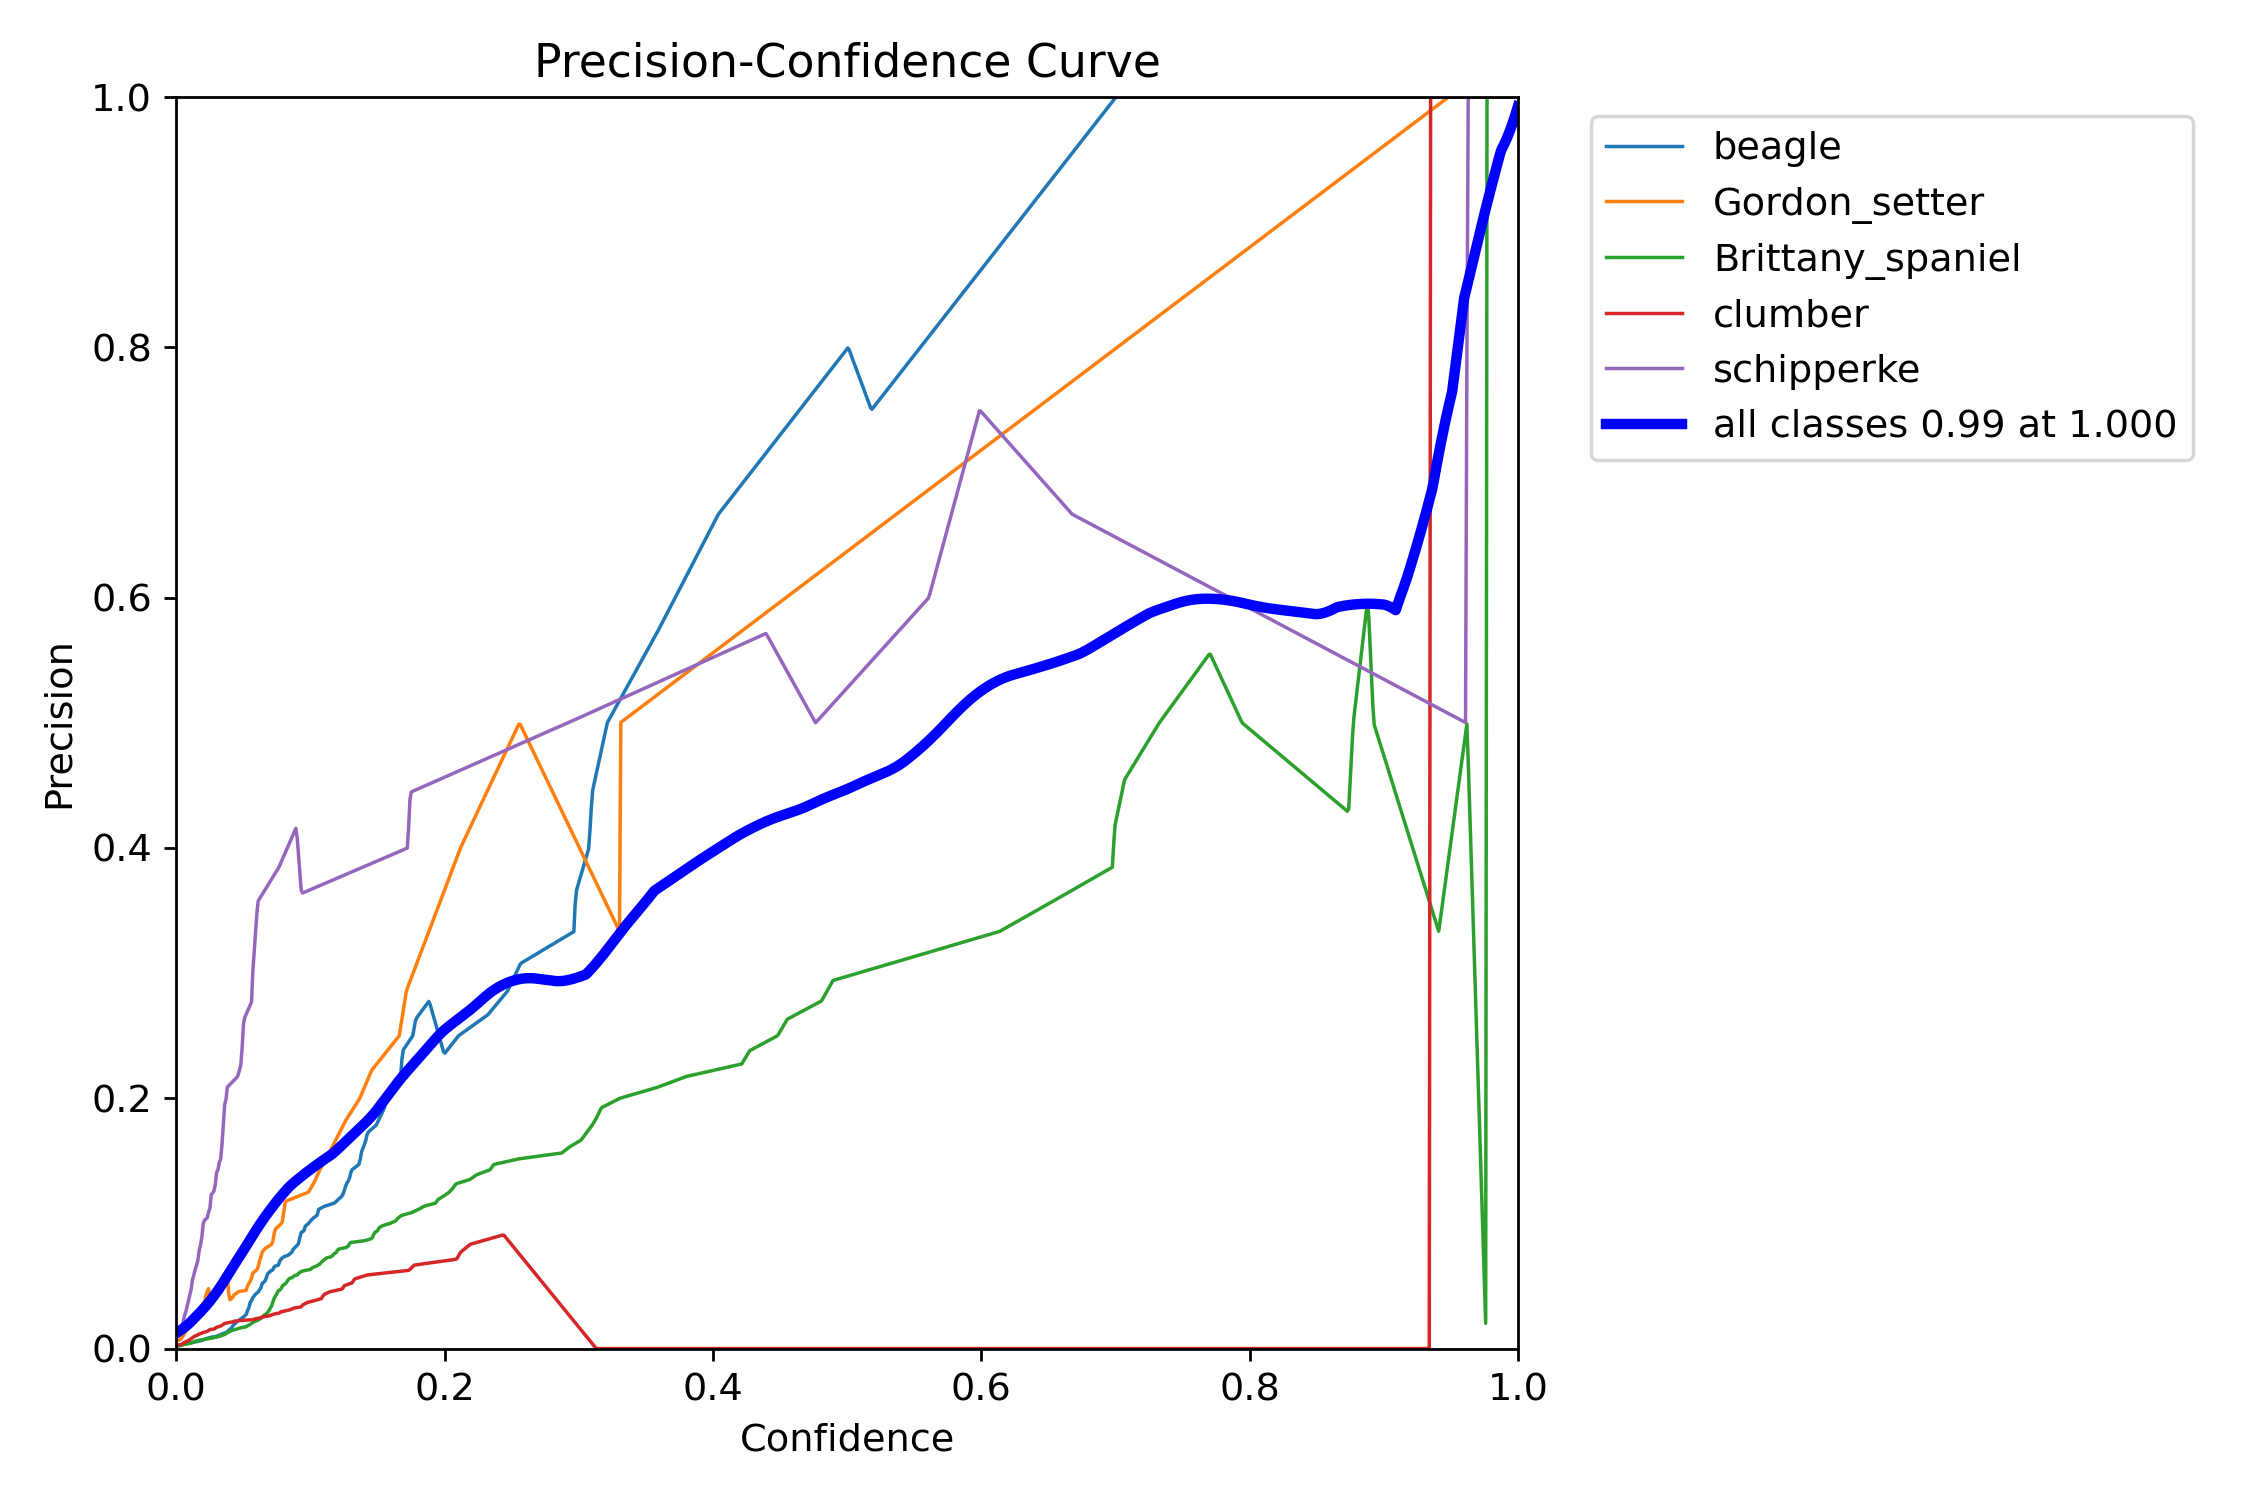 Precision-Confidence Curve
1.0
0.8
0.6
0.4
0.2
0.0
Precision
0.0 0.2 0.4 0.6 0.8 1.0
Confidence
beagle
Gordon_setter
Brittany_spaniel
clumber
schipperke
all classes 0.99 at 1.000